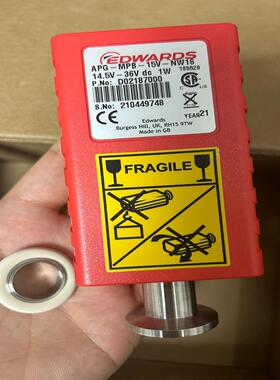 EDWARDS
APG-MPB-15V-NW16
14.5V-36V dc 1W
185829
P.No: D02187000
S.No: 210449748
Edwards
Burgess Hill, UK, RH15 9TW
Made in GB
YEAR21
FRAGILE